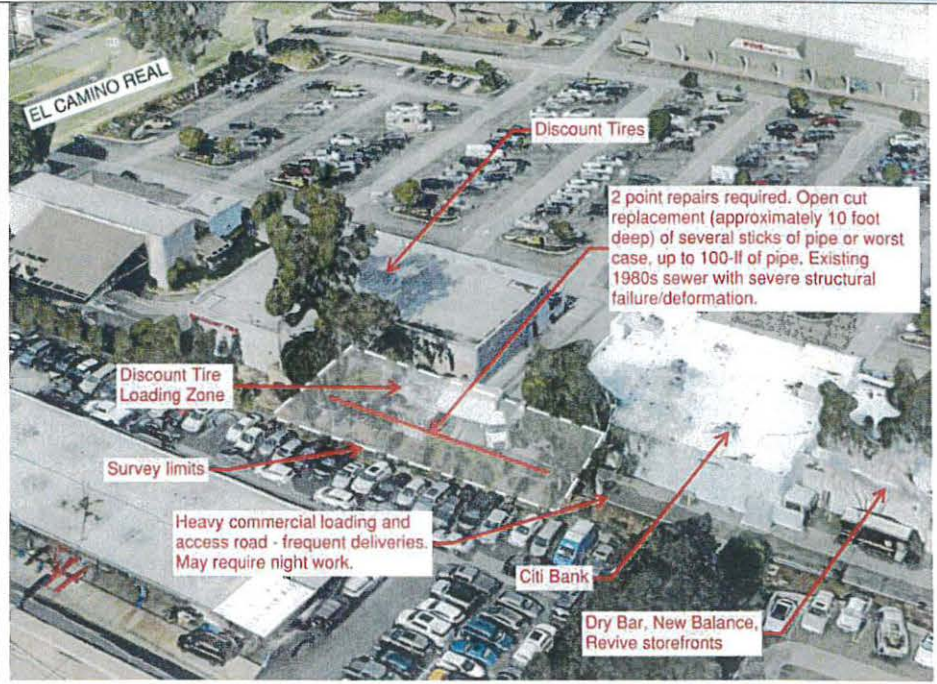 EL CAMINO REAL
Discount Tires
2 point repairs required. Open cut
replacement (approximately 10 foot
deep) of several sticks of pipe or worst
case, up to 100-lf of pipe. Existing
1980s sewer with severe structural
failure/deformation.
Discount Tire
Loading Zone
Survey limits
Heavy commercial loading and
access road - frequent deliveries.
May require night work.
Citi Bank
Dry Bar, New Balance,
Revive storefronts